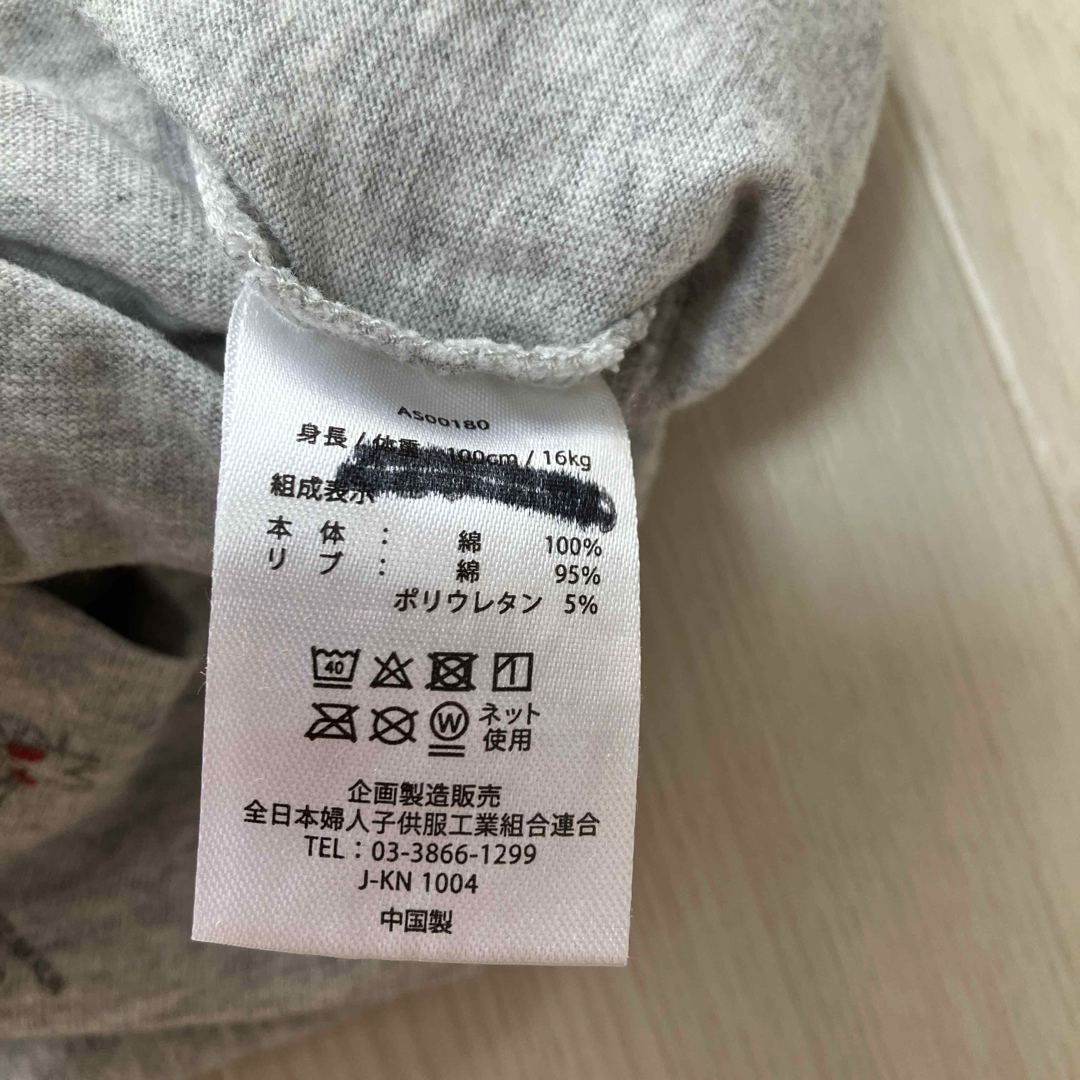 AS00180
身長 / 体重 100cm / 16kg
組成表示
本 体 : 綿 100%
リ ブ : 綿 95%
ポリウレタン 5%
40
W ネット
使用
企画製造販売
全日本婦人子供服工業組合連合
TEL：03-3866-1299
J-KN 1004
中国製